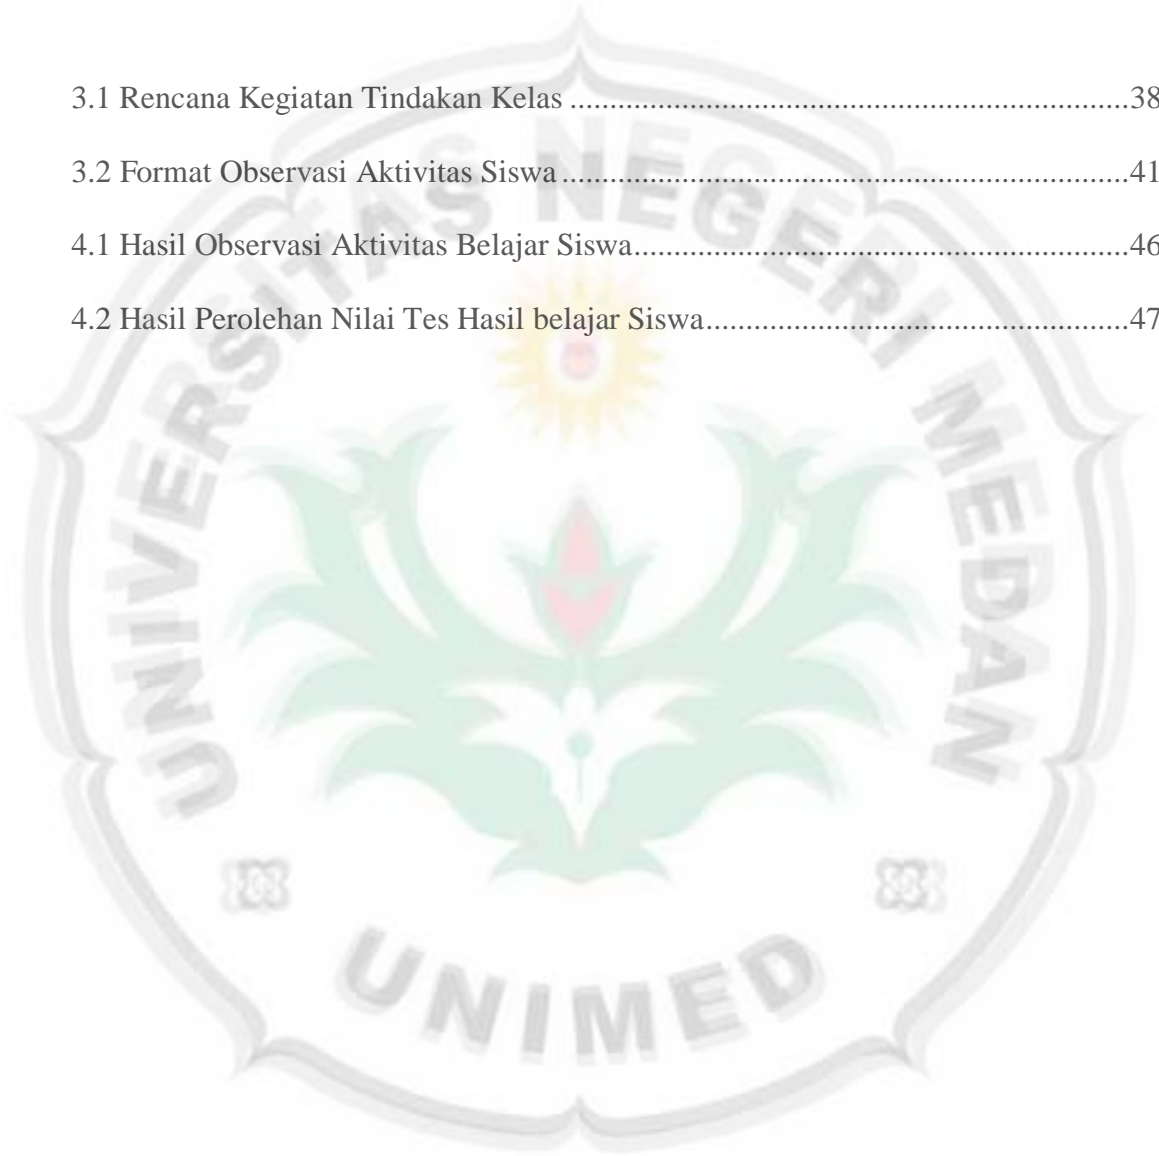 3.1 Rencana Kegiatan Tindakan Kelas ......................................................................38
3.2 Format Observasi Aktivitas Siswa .......................................................................41
4.1 Hasil Observasi Aktivitas Belajar Siswa..............................................................46
4.2 Hasil Perolehan Nilai Tes Hasil belajar Siswa.....................................................47
UNIVERSITAS NEGERI MEDAN
UNIMED